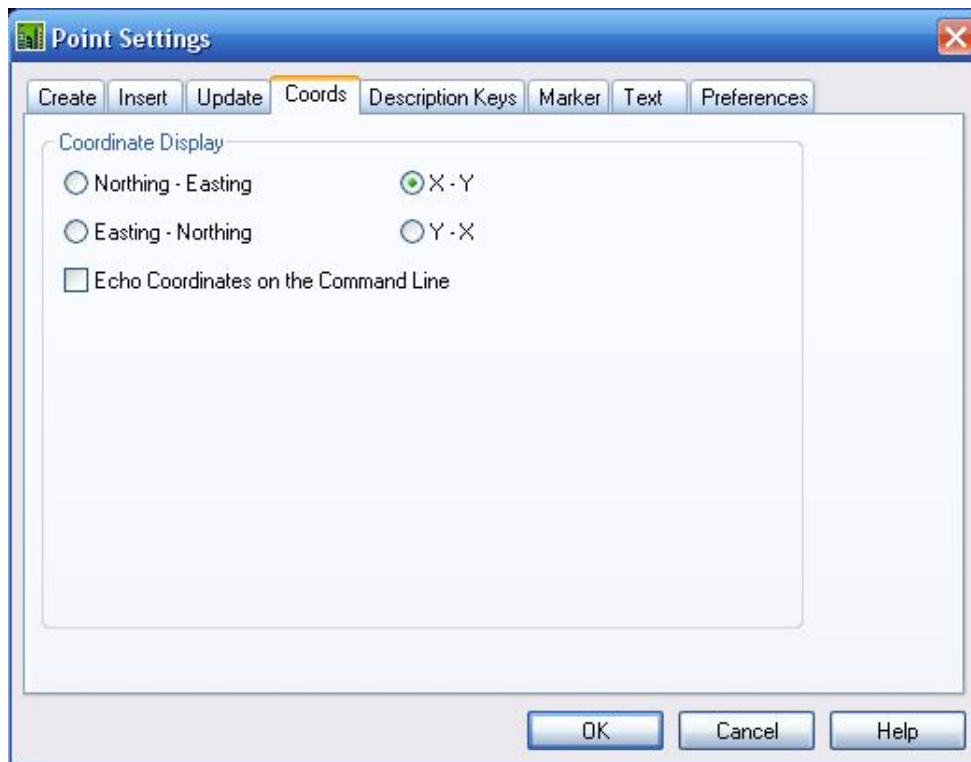 Point Settings
Create Insert Update Coords Description Keys Marker Text Preferences
Coordinate Display
Northing - Easting X - Y
Easting - Northing Y - X
Echo Coordinates on the Command Line
OK Cancel Help